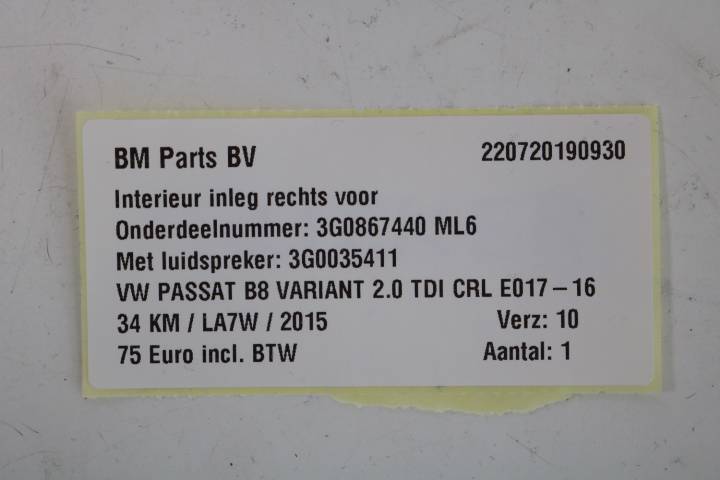 BM Parts BV 220720190930
Interieur inleg rechts voor
Onderdeelnummer: 3G0867440 ML6
Met luidspreker: 3G0035411
VW PASSAT B8 VARIANT 2.0 TDI CRL E017 – 16
34 KM / LA7W / 2015 Verz: 10
75 Euro incl. BTW Aantal: 1